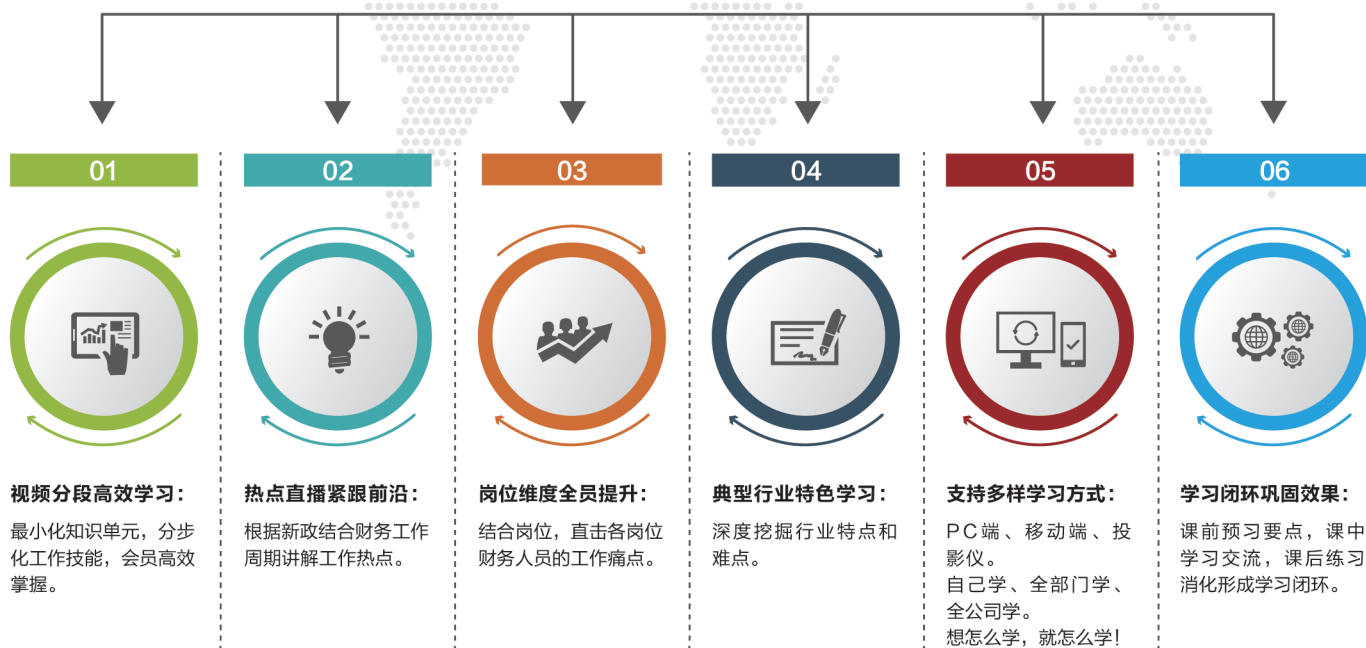 01
02
03
04
05
06
视频分段高效学习：
最小化知识单元，分步
化工作技能，会员高效
掌握。
热点直播紧跟前沿：
根据新政结合财务工作
周期讲解工作热点。
岗位维度全员提升：
结合岗位，直击各岗位
财务人员的工作痛点。
典型行业特色学习：
深度挖掘行业特点和
难点。
支持多样学习方式：
PC端、移动端、投
影仪。
自己学、全部门学、
全公司学。
想怎么学，就怎么学！
学习闭环巩固效果：
课前预习要点，课中
学习交流，课后练习
消化形成学习闭环。